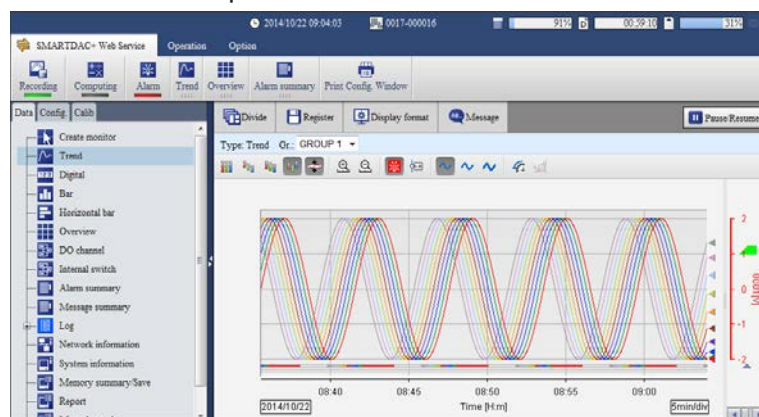 2014/10/22 09:04:03 0017-000016 91% 00:59:10 31%
SMARTDAC+ Web Service Operation Option
Recording Computing Alarm Trend Overview Alarm summary Print Config. Window
Data Config. Calib
Divide Register Display format Message Pause/Resume
Create monitor
Type: Trend Gr.: GROUP 1
Trend
Digital
Bar
Horizontal bar
Overview
DO channel
Internal switch
Alarm summary
Message summary
Log
Network information
System information
Memory summary/Save
Report
2
1
0
-1
-2
08:40 08:45 08:50 08:55 09:00
2014/10/22 Time [H:m] 5min/div